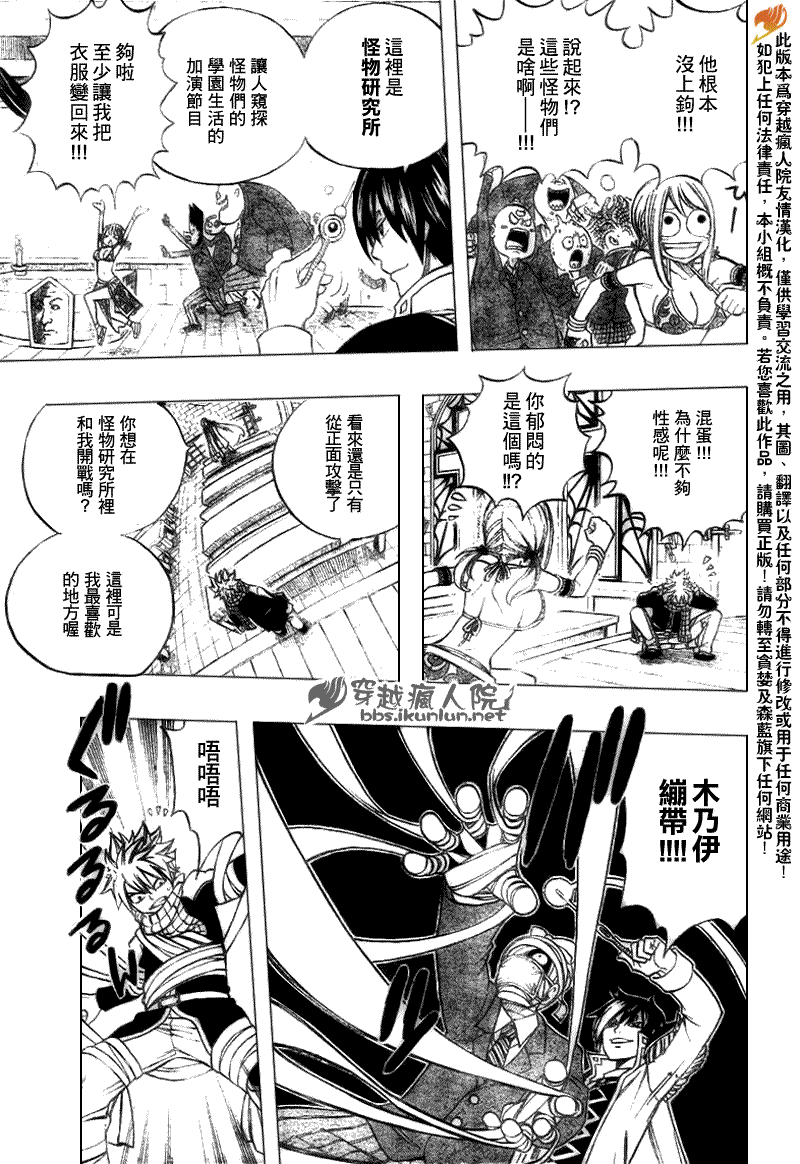 他根本
沒上鉤!!!
說起來!?
這些怪物們
是啥啊——!!!
這裡是
怪物研究所
讓人窺探
怪物們的
學園生活的
加演節目
夠啦
至少讓我把
衣服變回來!!!
混蛋!!!
為什麼不夠
性感呢!!!
你郁悶的
是這個嗎!!?
看來還是只有
從正面攻擊了
你想在
怪物研究所裡
和我開戰嗎?
這裡可是
我最喜歡
的地方喔
穿越瘋人院
bbs.ikunlun.net
木乃伊
繃帶!!!!
唔唔唔
ぐるるる
此版本爲穿越瘋人院友情漢化，僅供學習交流之用，其圖、翻譯以及任何部分不得進行修改或用于任何商業用途！
如犯上任何法律責任，本小組概不負責。若您喜歡此作品，請購買正版！請勿轉至貪婪及森藍旗下任何網站！